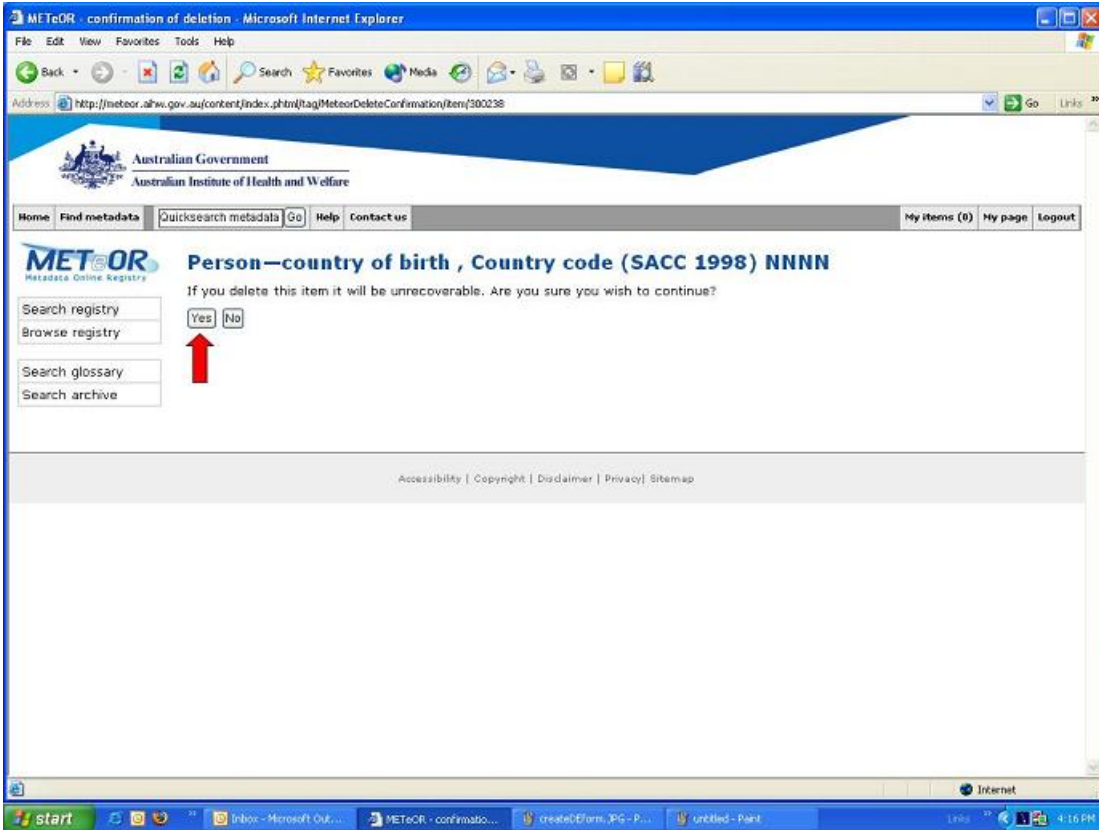 METeOR - confirmation of deletion - Microsoft Internet Explorer
File Edit View Favorites Tools Help
Back Search Favorites Media
Address http://meteor.aihw.gov.au/content/index.phtml/tag/MeteorDeleteConfirmation/item/300238 Go Links »
Australian Government
Australian Institute of Health and Welfare
Home Find metadata Quicksearch metadata Go Help Contact us My items (0) My page Logout
METeOR
Metadata Online Registry
Person—country of birth , Country code (SACC 1998) NNNN
If you delete this item it will be unrecoverable. Are you sure you wish to continue?
Yes No
Search registry
Browse registry
Search glossary
Search archive
Accessibility | Copyright | Disclaimer | Privacy| Sitemap
Internet
start » Inbox - Microsoft Out... METeOR - confirmatio... createDEform.JPG - P... untitled - Paint Links » 4:16 PM